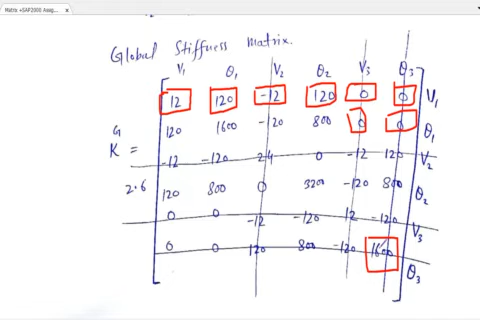 Matrix +SAP2000 Assig...
Global Stiffness matrix.
V₁ θ₁ V₂ θ₂ V₃ θ₃
12 120 -12 120 0 0 V₁
120 1600 -120 800 0 0 θ₁
K^G =
-12 -120 24 0 -12 120 V₂
2.6
120 800 0 3200 -120 800 θ₂
0 0 -12 -120 12 -120 V₃
0 0 120 800 -120 1600 θ₃